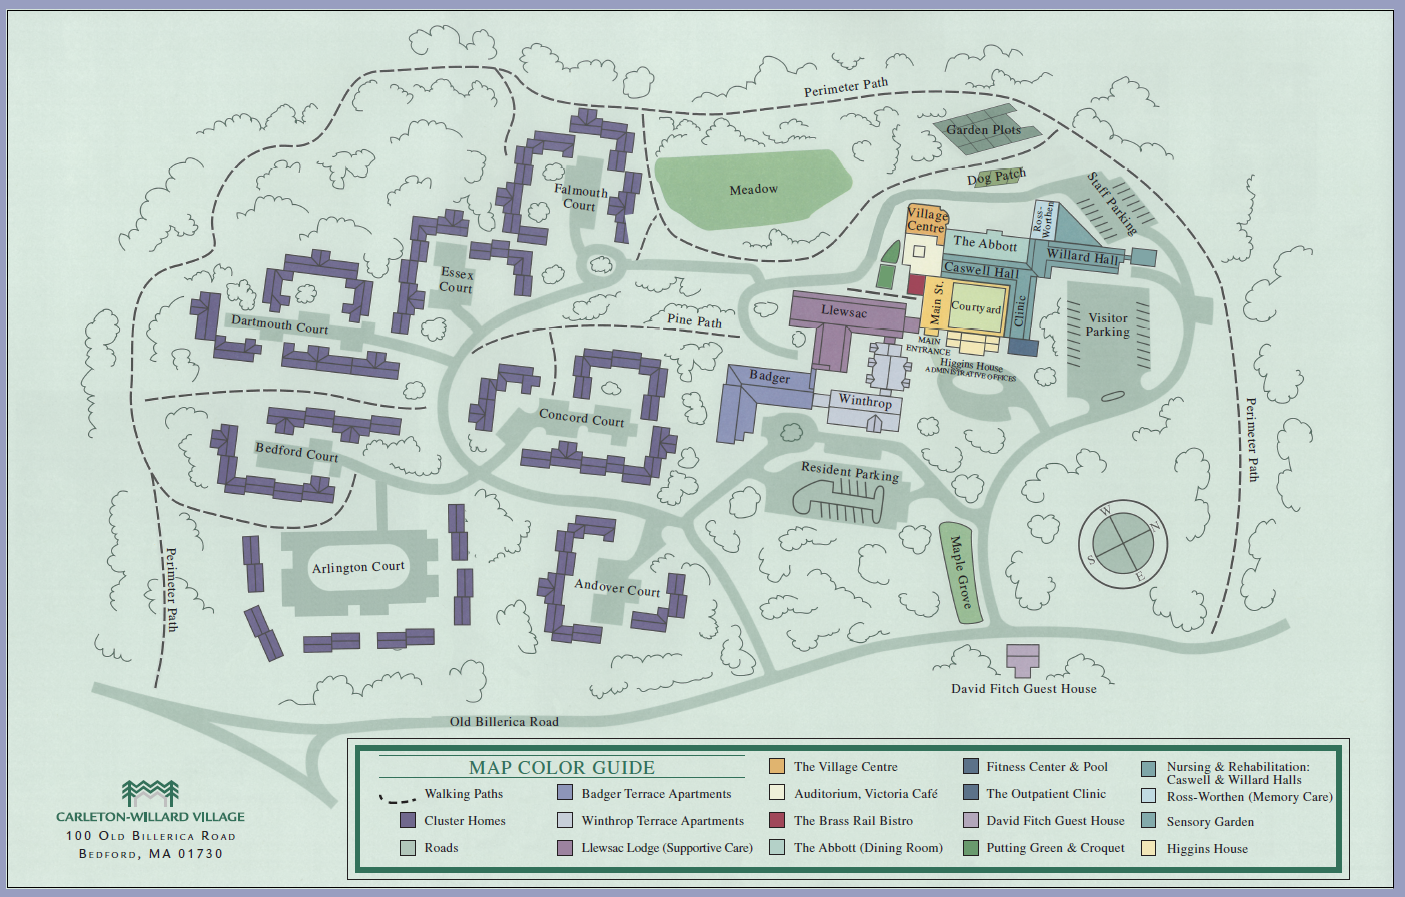 Perimeter Path
Garden Plots
Dog Patch
Staff Parking
Meadow
Falmouth
Court
Village
Centre
Ross-
Worthen
The Abbott
Willard Hall
Caswell Hall
Essex
Court
Main St.
Courtyard
Clinic
Visitor
Parking
Llewsac
Dartmouth Court
Pine Path
MAIN
ENTRANCE
Higgins House
ADMINISTRATIVE OFFICES
Badger
Winthrop
Concord Court
Bedford Court
Perimeter Path
Resident Parking
W
N
S
E
Perimeter Path
Arlington Court
Andover Court
Maple Grove
David Fitch Guest House
Old Billerica Road
MAP COLOR GUIDE
Walking Paths
Cluster Homes
Roads
Badger Terrace Apartments
Winthrop Terrace Apartments
Llewsac Lodge (Supportive Care)
The Village Centre
Auditorium, Victoria Café
The Brass Rail Bistro
The Abbott (Dining Room)
Fitness Center & Pool
The Outpatient Clinic
David Fitch Guest House
Putting Green & Croquet
Nursing & Rehabilitation:
Caswell & Willard Halls
Ross-Worthen (Memory Care)
Sensory Garden
Higgins House
CARLETON-WILLARD VILLAGE
100 OLD BILLERICA ROAD
BEDFORD, MA 01730